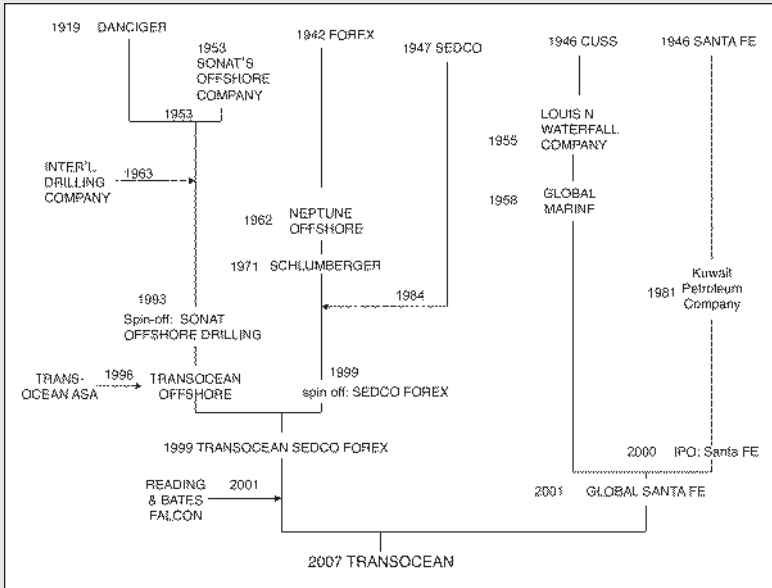 1919 DANCIGER
1953
SONAT'S
OFFSHORE
COMPANY
1942 FOREX
1947 SEDCO
1946 CUSS
1946 SANTA FE
1953
LOUIS N
WATERFALL
COMPANY
1955
INTER'L
DRILLING
COMPANY
1963
1958
GLOBAL
MARINE
1962
NEPTUNE
OFFSHORE
1971 SCHLUMBERGER
1984
1981
Kuwait
Petroleum
Company
1993
Spin-off: SONAT
OFFSHORE DRILLING
TRANS-
OCEAN ASA
1996
TRANSOCEAN
OFFSHORE
1999
spin off: SEDCO FOREX
1999 TRANSOCEAN SEDCO FOREX
2000 IPO: Santa FE
READING
& BATES
FALCON
2001
2001 GLOBAL SANTA FE
2007 TRANSOCEAN